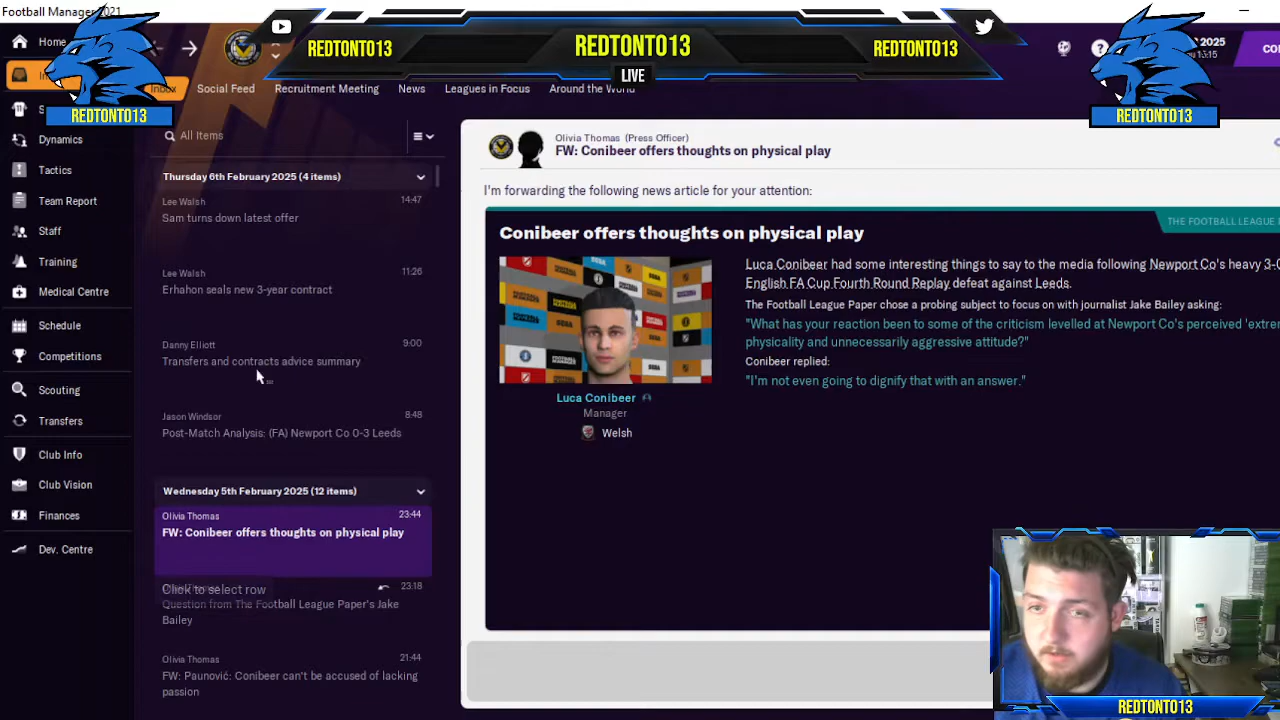 Football Manager 2021
REDTONTO13
REDTONTO13
REDTONTO13
LIVE
REDTONTO13
REDTONTO13
Home
2025
15:15
Inbox
Social Feed
Recruitment Meeting
News
Leagues in Focus
Around the World
Dynamics
Tactics
Team Report
Staff
Training
Medical Centre
Schedule
Competitions
Scouting
Transfers
Club Info
Club Vision
Finances
Dev. Centre
All Items
Thursday 6th February 2025 (4 items)
Lee Walsh
14:47
Sam turns down latest offer
Lee Walsh
11:26
Erhahon seals new 3-year contract
Danny Elliott
9:00
Transfers and contracts advice summary
Jason Windsor
8:48
Post-Match Analysis: (FA) Newport Co 0-3 Leeds
Wednesday 5th February 2025 (12 items)
Olivia Thomas
23:44
FW: Conibeer offers thoughts on physical play
Click to select row
23:18
Question from The Football League Paper's Jake
Bailey
Olivia Thomas
21:44
FW: Paunović: Conibeer can't be accused of lacking
passion
Olivia Thomas (Press Officer)
FW: Conibeer offers thoughts on physical play
I'm forwarding the following news article for your attention:
THE FOOTBALL LEAGUE
Conibeer offers thoughts on physical play
Luca Conibeer
Manager
Welsh
Luca Conibeer had some interesting things to say to the media following Newport Co's heavy 3-0
English FA Cup Fourth Round Replay defeat against Leeds.
The Football League Paper chose a probing subject to focus on with journalist Jake Bailey asking:
"What has your reaction been to some of the criticism levelled at Newport Co's perceived 'extrem
physicality and unnecessarily aggressive attitude?"
Conibeer replied:
"I'm not even going to dignify that with an answer."
REDTONTO13